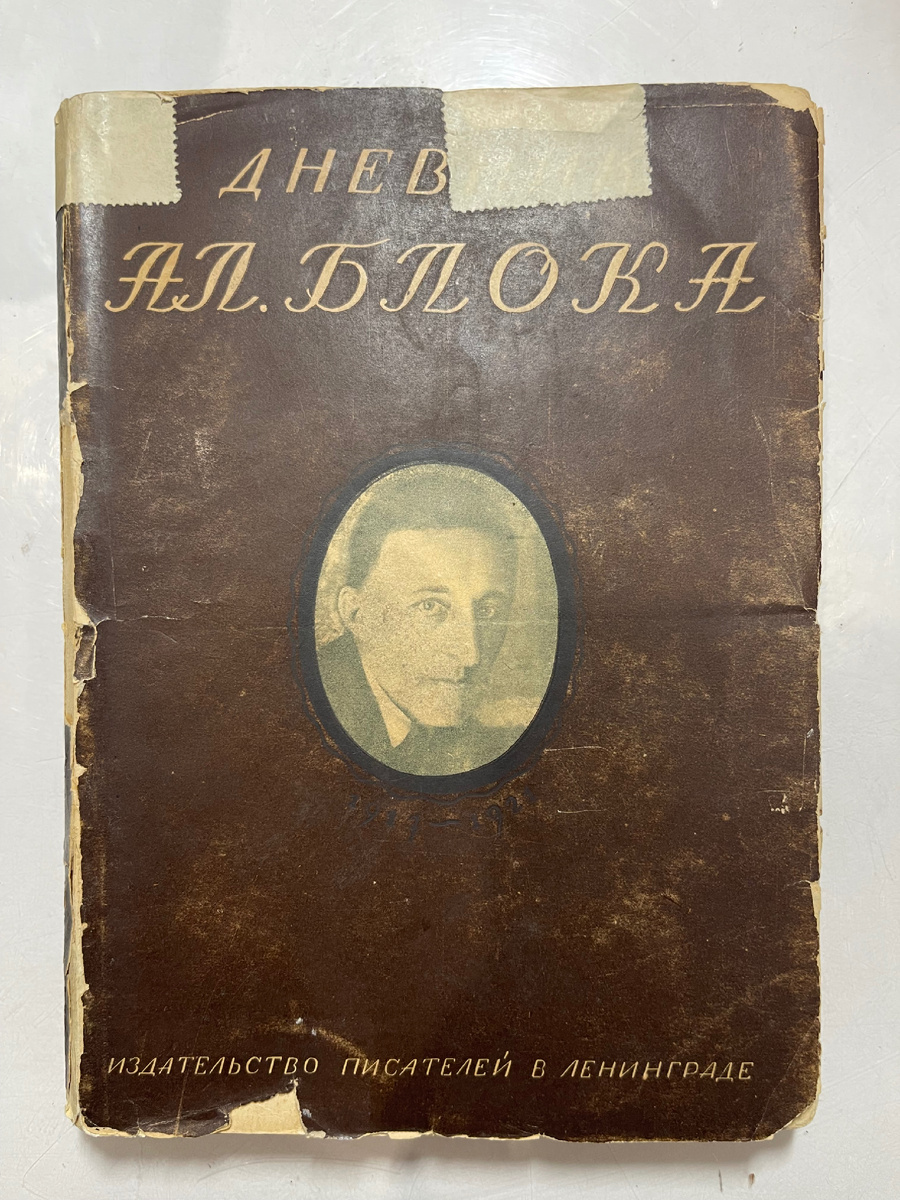 ДНЕВ
АЛ. БЛОКА
ИЗДАТЕЛЬСТВО ПИСАТЕЛЕЙ В ЛЕНИНГРАДЕ